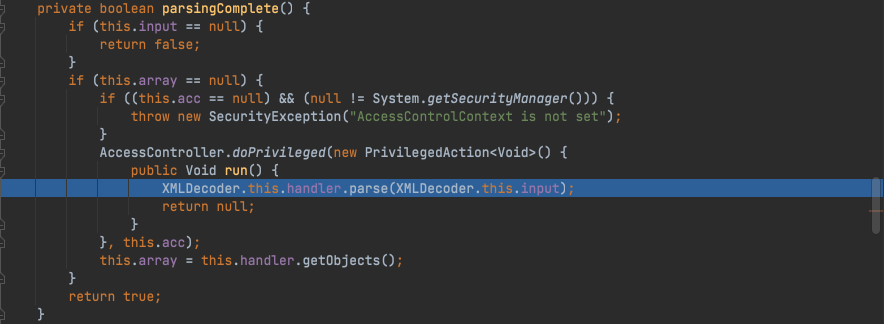 private boolean parsingComplete() {
if (this.input == null) {
return false;
}
if (this.array == null) {
if ((this.acc == null) && (null != System.getSecurityManager())) {
throw new SecurityException("AccessControlContext is not set");
}
AccessController.doPrivileged(new PrivilegedAction<Void>() {
public Void run() {
XMLDecoder.this.handler.parse(XMLDecoder.this.input);
return null;
}
}, this.acc);
this.array = this.handler.getObjects();
}
return true;
}